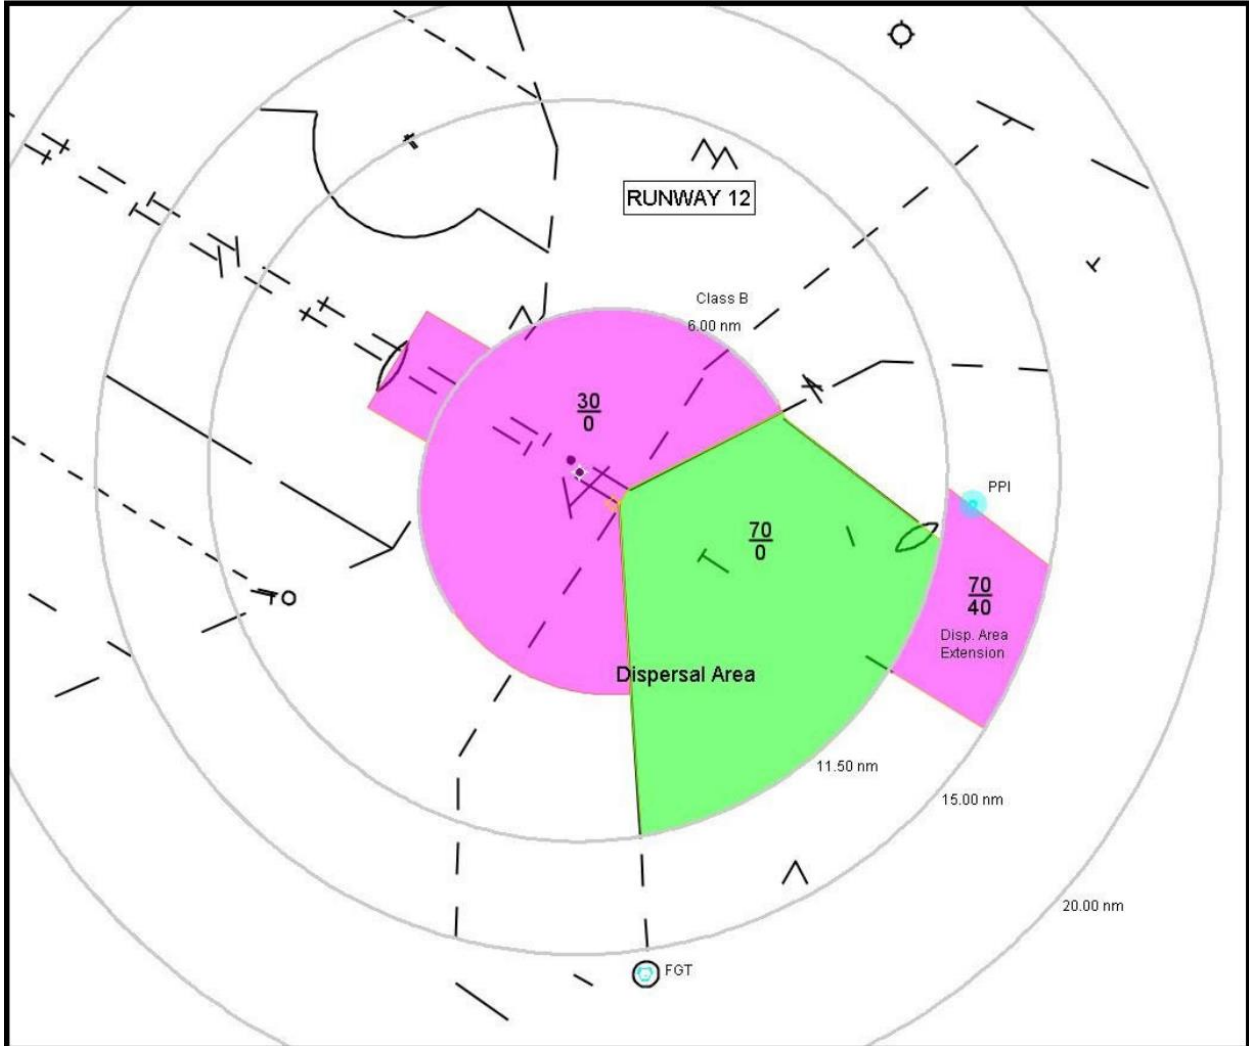 RUNWAY 12
Class B
6.00 nm
30
0
PPI
70
0
70
40
Disp. Area
Extension
Dispersal Area
11.50 nm
15.00 nm
20.00 nm
FGT